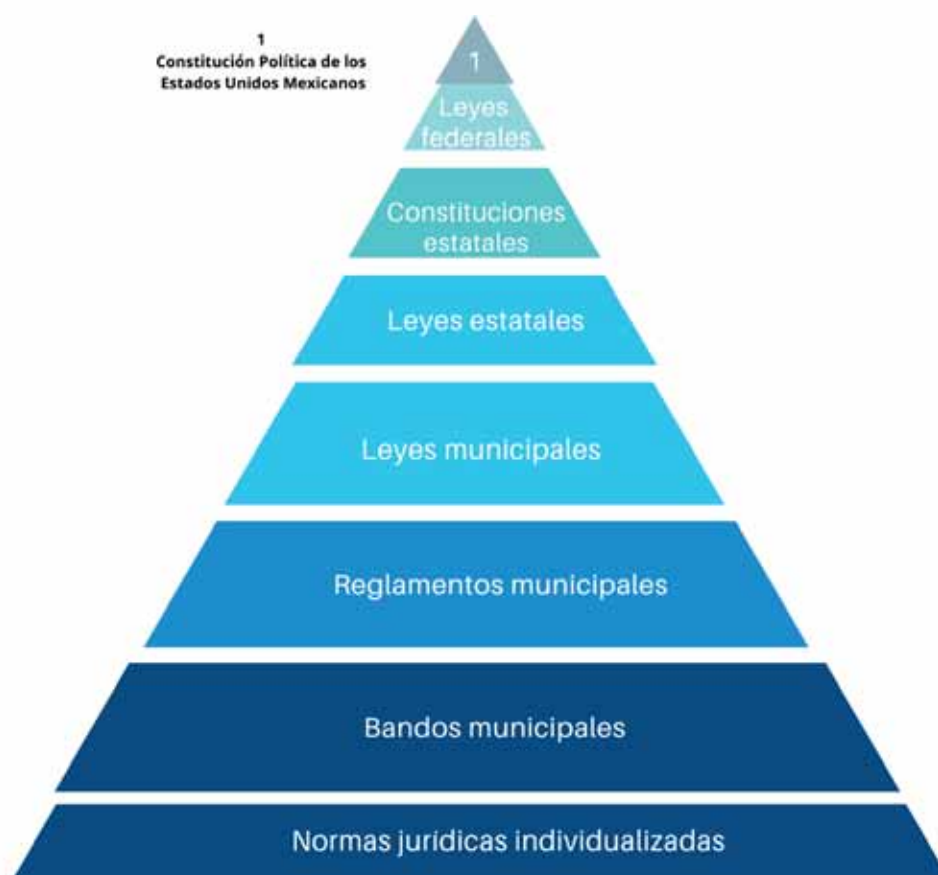 1
Constitución Política de los
Estados Unidos Mexicanos
1
Leyes
federales
Constituciones
estatales
Leyes estatales
Leyes municipales
Reglamentos municipales
Bandos municipales
Normas jurídicas individualizadas